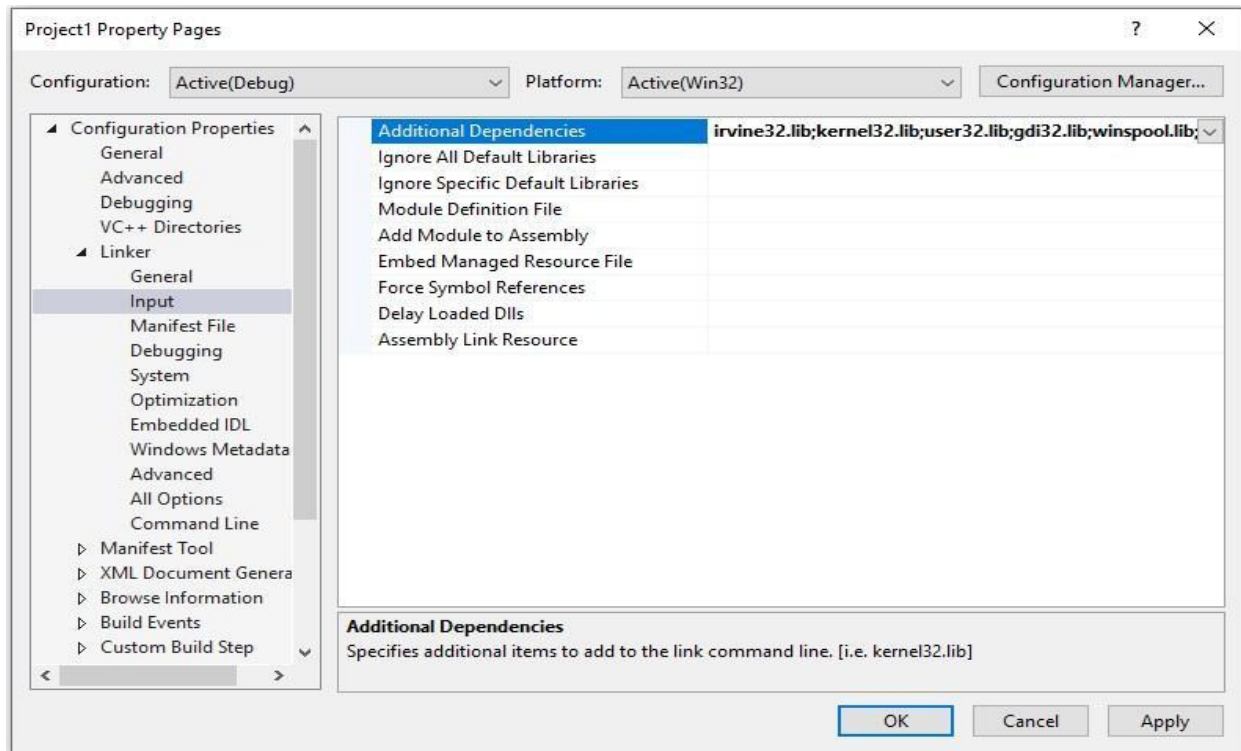 Project1 Property Pages
?
Configuration: Active(Debug) Platform: Active(Win32) Configuration Manager...
Configuration Properties
General
Advanced
Debugging
VC++ Directories
Linker
General
Input
Manifest File
Debugging
System
Optimization
Embedded IDL
Windows Metadata
Advanced
All Options
Command Line
Manifest Tool
XML Document Genera
Browse Information
Build Events
Custom Build Step
Additional Dependencies irvine32.lib;kernel32.lib;user32.lib;gdi32.lib;winspool.lib;
Ignore All Default Libraries
Ignore Specific Default Libraries
Module Definition File
Add Module to Assembly
Embed Managed Resource File
Force Symbol References
Delay Loaded Dlls
Assembly Link Resource
Additional Dependencies
Specifies additional items to add to the link command line. [i.e. kernel32.lib]
OK Cancel Apply